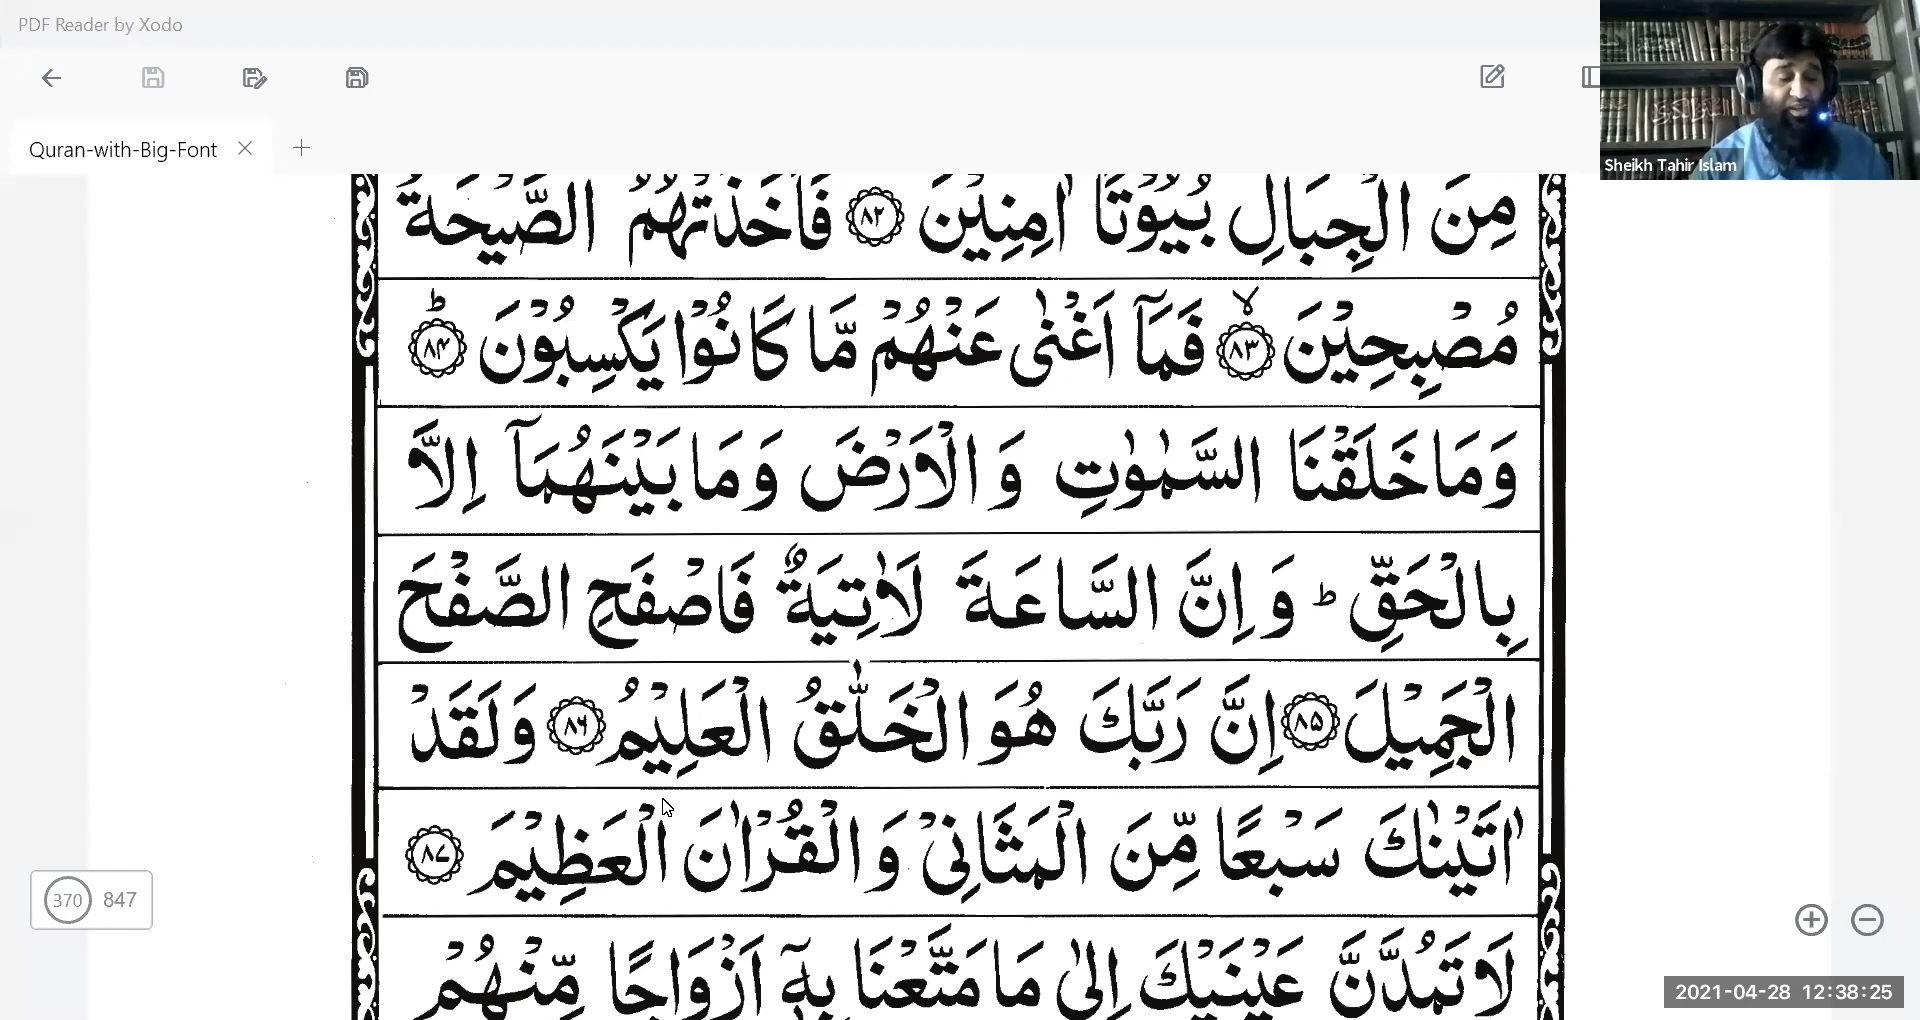 PDF Reader by Xodo
Quran-with-Big-Font
Sheikh Tahir Islam
مِنَ الْجِبَالِ بُيُوْتًا اٰمِنِيْنَ ﴿۸۲﴾ فَاَخَذَتْهُمُ الصَّيْحَةُ
مُصْبِحِيْنَ ﴿۸۳﴾ۙ فَمَاۤ اَغْنٰى عَنْهُمْ مَّا كَانُوْا يَكْسِبُوْنَ ﴿۸۴﴾ؕ
وَمَا خَلَقْنَا السَّمٰوٰتِ وَالْاَرْضَ وَمَا بَيْنَهُمَاۤ اِلَّا
بِالْحَقِّ ؕ وَاِنَّ السَّاعَةَ لَاٰتِيَةٌ فَاصْفَحِ الصَّفْحَ
الْجَمِيْلَ ﴿۸۵﴾ اِنَّ رَبَّكَ هُوَ الْخَلّٰقُ الْعَلِيْمُ ﴿۸۶﴾ وَلَقَدْ
اٰتَيْنٰكَ سَبْعًا مِّنَ الْمَثَانِيْ وَالْقُرْاٰنَ الْعَظِيْمَ ﴿۸۷﴾
لَا تَمُدَّنَّ عَيْنَيْكَ اِلٰى مَا مَتَّعْنَا بِهٖۤ اَزْوَاجًا مِّنْهُمْ
370 847
2021-04-28 12:38:25